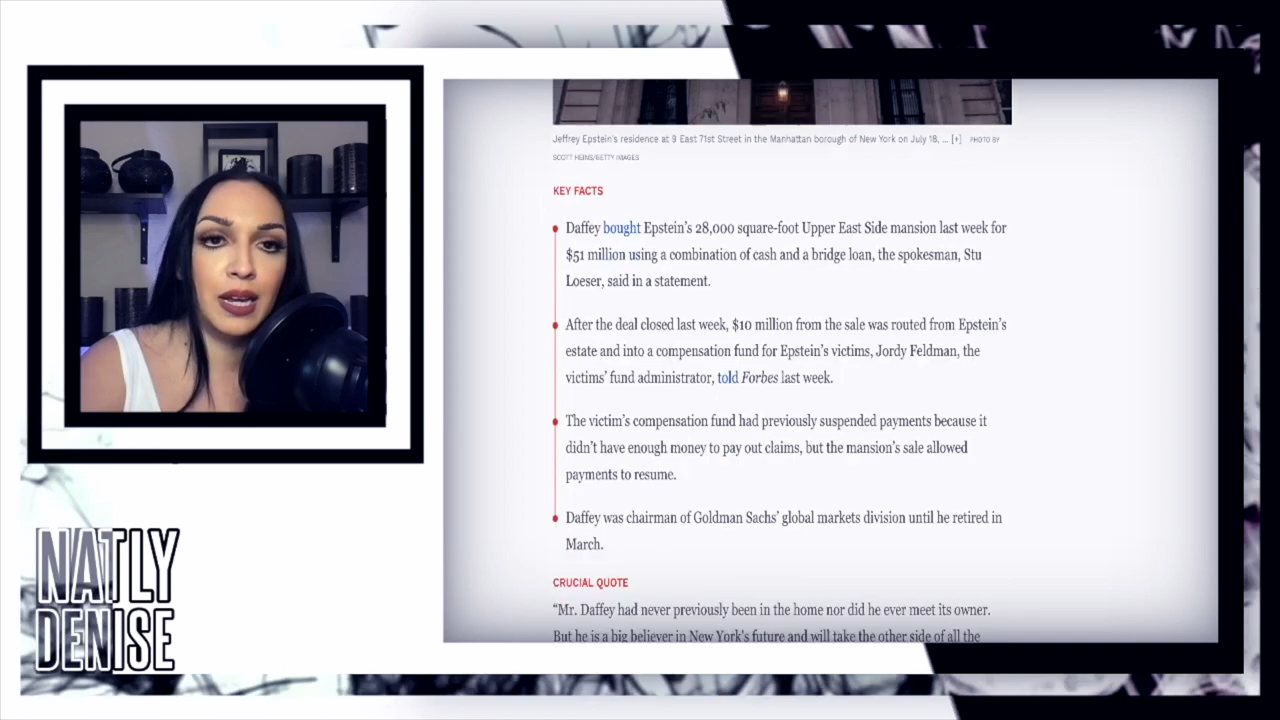 Jeffrey Epstein's residence at 9 East 71st Street in the Manhattan borough of New York on July 18, ... [+] PHOTO BY
SCOTT HEINS/GETTY IMAGES
KEY FACTS
Daffey bought Epstein's 28,000 square-foot Upper East Side mansion last week for
$51 million using a combination of cash and a bridge loan, the spokesman, Stu
Loeser, said in a statement.
After the deal closed last week, $10 million from the sale was routed from Epstein's
estate and into a compensation fund for Epstein's victims, Jordy Feldman, the
victims' fund administrator, told Forbes last week.
The victim's compensation fund had previously suspended payments because it
didn't have enough money to pay out claims, but the mansion's sale allowed
payments to resume.
Daffey was chairman of Goldman Sachs' global markets division until he retired in
March.
CRUCIAL QUOTE
“Mr. Daffey had never previously been in the home nor did he ever meet its owner.
But he is a big believer in New York's future and will take the other side of all the
NATLY
DENISE